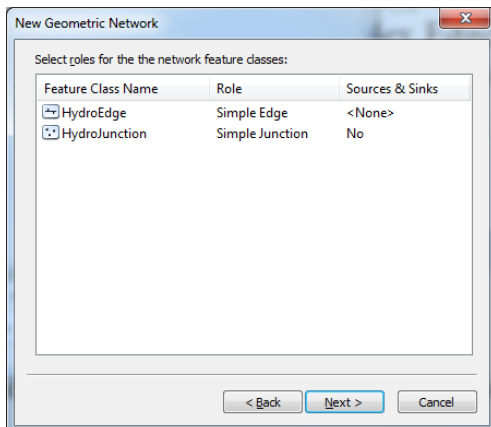 New Geometric Network
Select roles for the the network feature classes:
Feature Class Name Role Sources & Sinks
HydroEdge Simple Edge <None>
HydroJunction Simple Junction No
< Back Next > Cancel